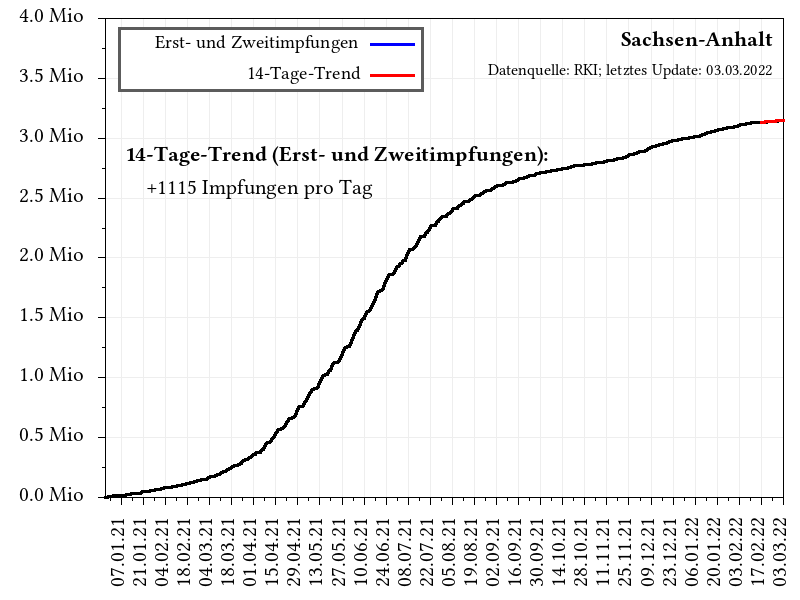 4.0 Mio
3.5 Mio
3.0 Mio
2.5 Mio
2.0 Mio
1.5 Mio
1.0 Mio
0.5 Mio
0.0 Mio
Erst- und Zweitimpfungen
14-Tage-Trend
Sachsen-Anhalt
Datenquelle: RKI; letztes Update: 03.03.2022
14-Tage-Trend (Erst- und Zweitimpfungen):
+1115 Impfungen pro Tag
07.01.21
21.01.21
04.02.21
18.02.21
04.03.21
18.03.21
01.04.21
15.04.21
29.04.21
13.05.21
27.05.21
10.06.21
24.06.21
08.07.21
22.07.21
05.08.21
19.08.21
02.09.21
16.09.21
30.09.21
14.10.21
28.10.21
11.11.21
25.11.21
09.12.21
23.12.21
06.01.22
20.01.22
03.02.22
17.02.22
03.03.22